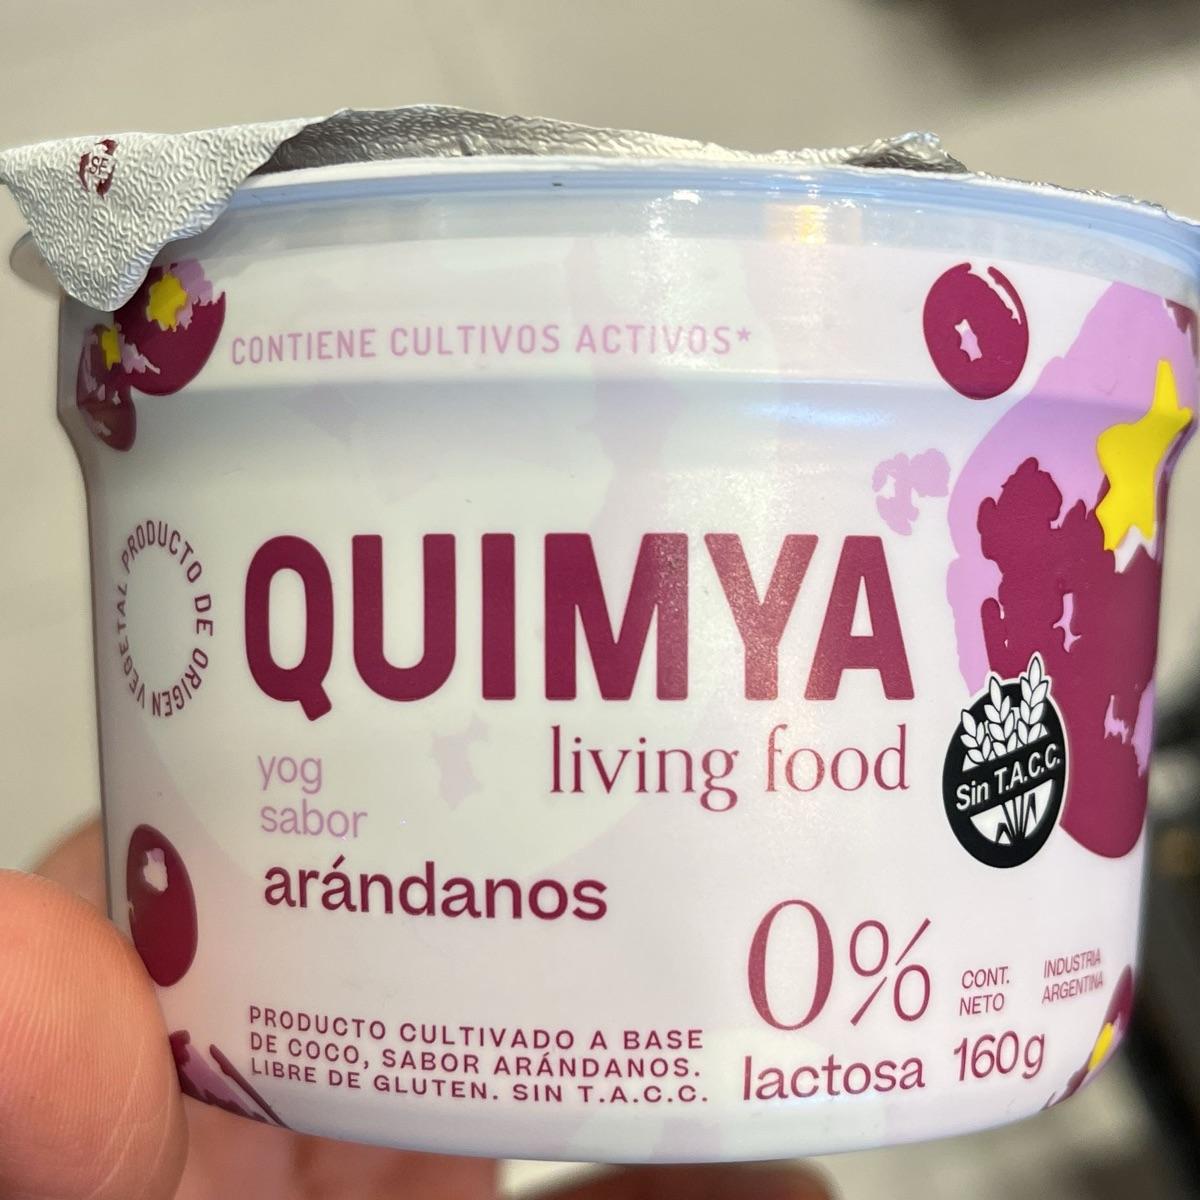 CONTIENE CULTIVOS ACTIVOS*
PRODUCTO DE ORIGEN VEGETAL
QUIMYA
living food
yog
sabor
arándanos
Sin T.A.C.C.
0%
lactosa
CONT.
NETO
160g
INDUSTRIA
ARGENTINA
PRODUCTO CULTIVADO A BASE
DE COCO, SABOR ARÁNDANOS.
LIBRE DE GLUTEN. SIN T.A.C.C.